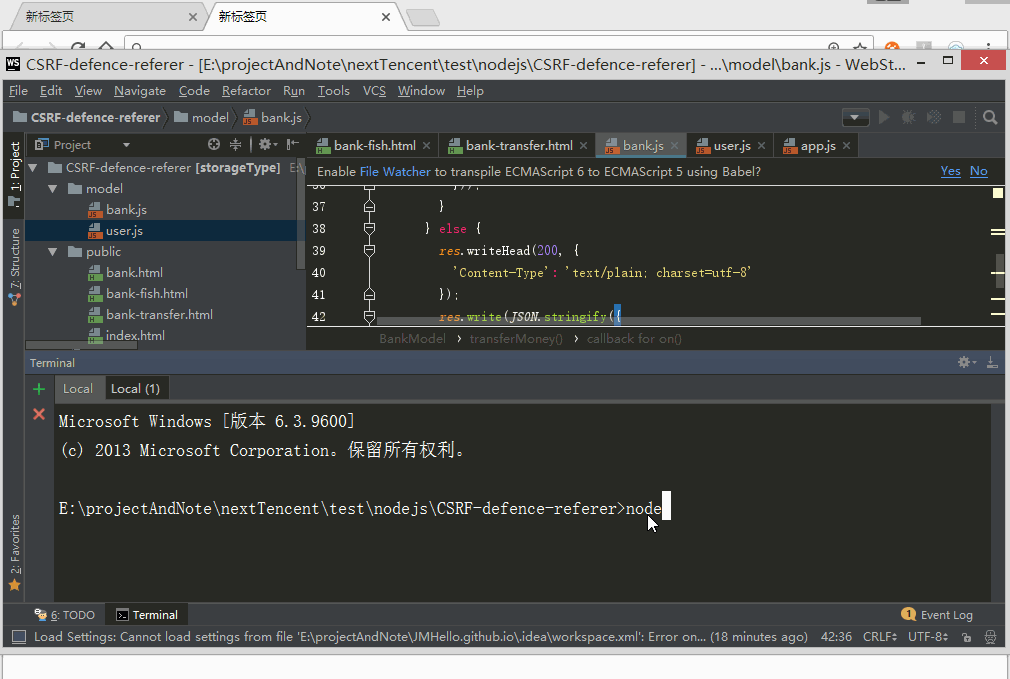 新标签页
新标签页
WS CSRF-defence-referer - [E:\projectAndNote\nextTencent\test\nodejs\CSRF-defence-referer] - ...\model\bank.js - WebSt...
File Edit View Navigate Code Refactor Run Tools VCS Window Help
CSRF-defence-referer model bank.js
1: Project
Z: Structure
2: Favorites
Project
bank-fish.html bank-transfer.html bank.js user.js app.js
CSRF-defence-referer [storageType] E:\
model
bank.js
user.js
public
bank.html
bank-fish.html
bank-transfer.html
index.html
Enable File Watcher to transpile ECMAScript 6 to ECMAScript 5 using Babel? Yes No
36 });
37 }
38 } else {
39 res.writeHead(200, {
40 'Content-Type': 'text/plain; charset=utf-8'
41 });
42 res.write(JSON.stringify({
BankModel › transferMoney() › callback for on()
Terminal
Local Local (1)
Microsoft Windows [版本 6.3.9600]
(c) 2013 Microsoft Corporation。保留所有权利。
E:\projectAndNote\nextTencent\test\nodejs\CSRF-defence-referer>node
6: TODO Terminal 1 Event Log
Load Settings: Cannot load settings from file 'E:\projectAndNote\JMHello.github.io\.idea\workspace.xml': Error on... (18 minutes ago) 42:36 CRLF UTF-8